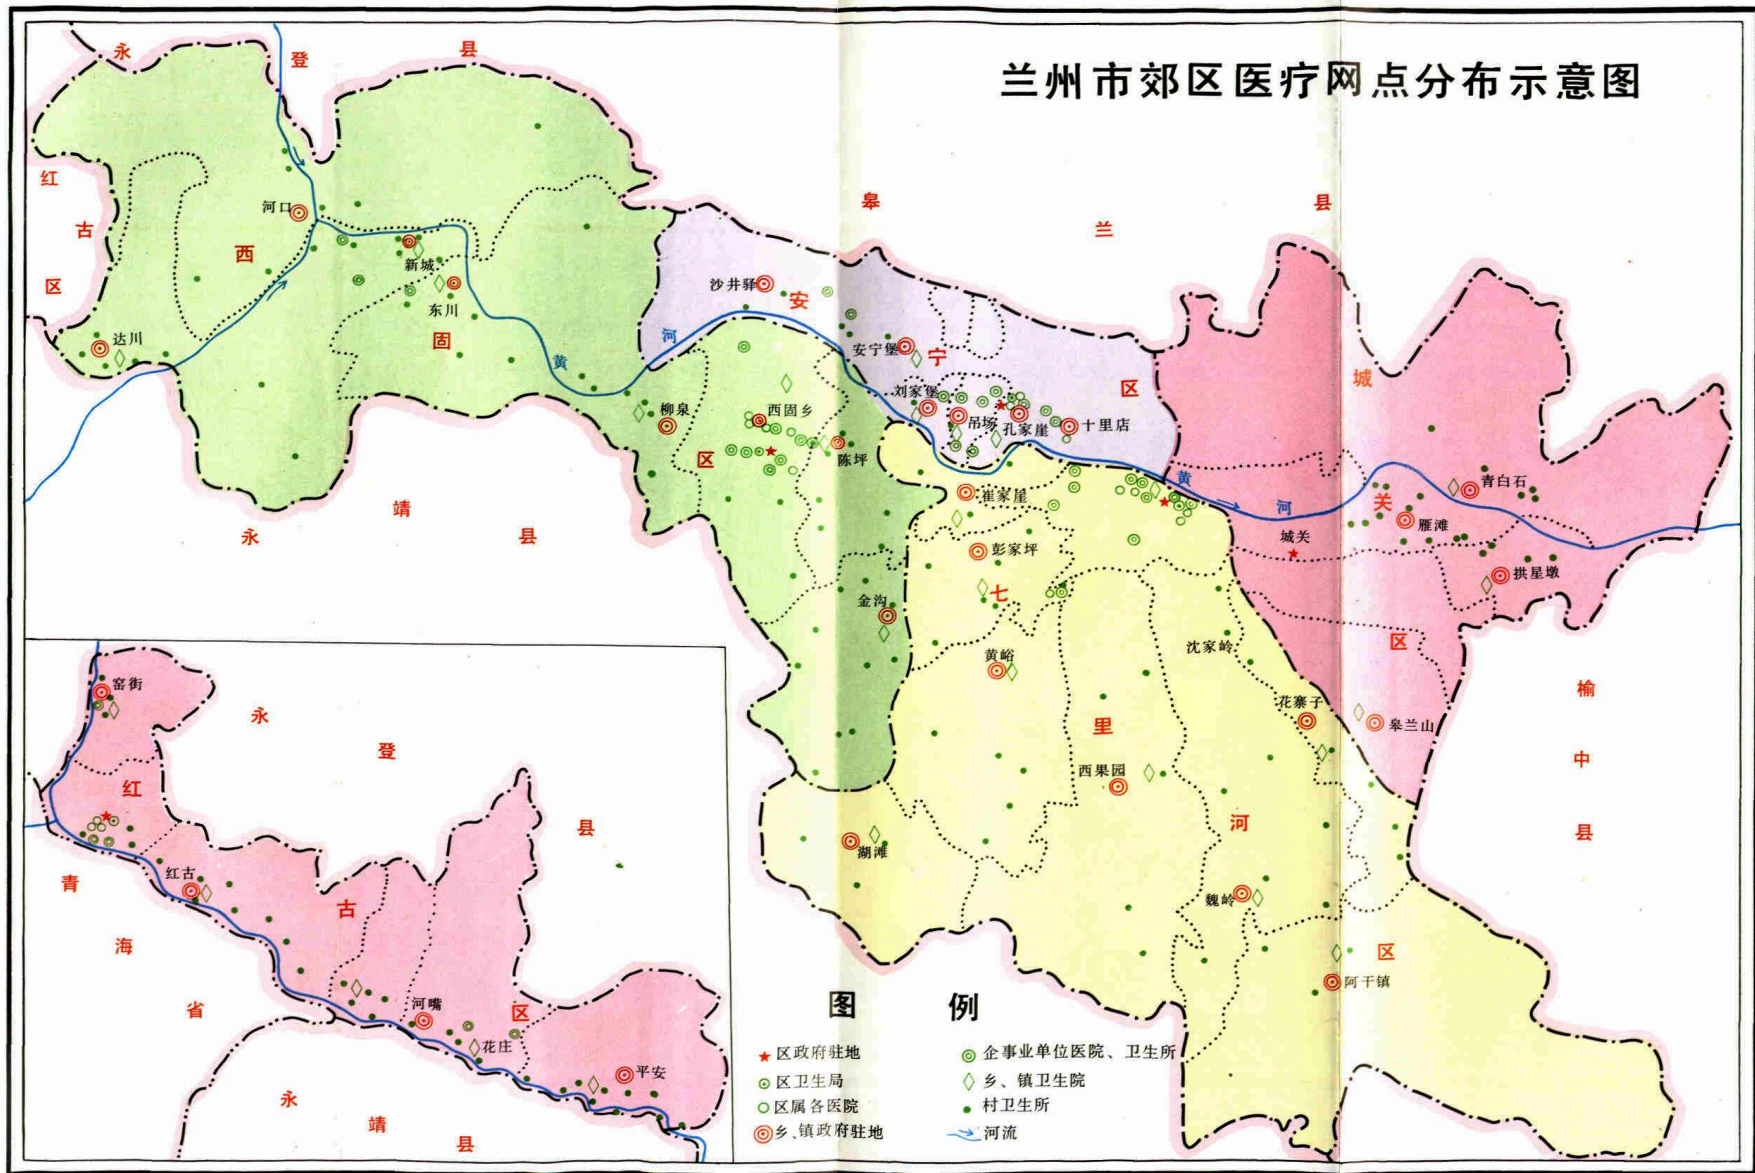 兰州市郊区医疗网点分布示意图
永登县
红古区
皋兰县
河口
西
新城
东川
固
达川
黄
河
沙井驿
安
安宁堡
宁
区
刘家堡
吊场
孔家崖
十里店
柳泉
西固乡
区
陈坪
崔家崖
黄
河
城
关
青白石
雁滩
城关
拱星墩
区
皋兰山
永靖县
彭家坪
七
金沟
黄峪
沈家岭
花寨子
里
西果园
河
湖滩
魏岭
区
阿干镇
榆中县
窑街
红
永登县
红古
古
青海省
河嘴
区
花庄
平安
永靖县
图例
区政府驻地
区卫生局
区属各医院
乡、镇政府驻地
企事业单位医院、卫生所
乡、镇卫生院
村卫生所
河流